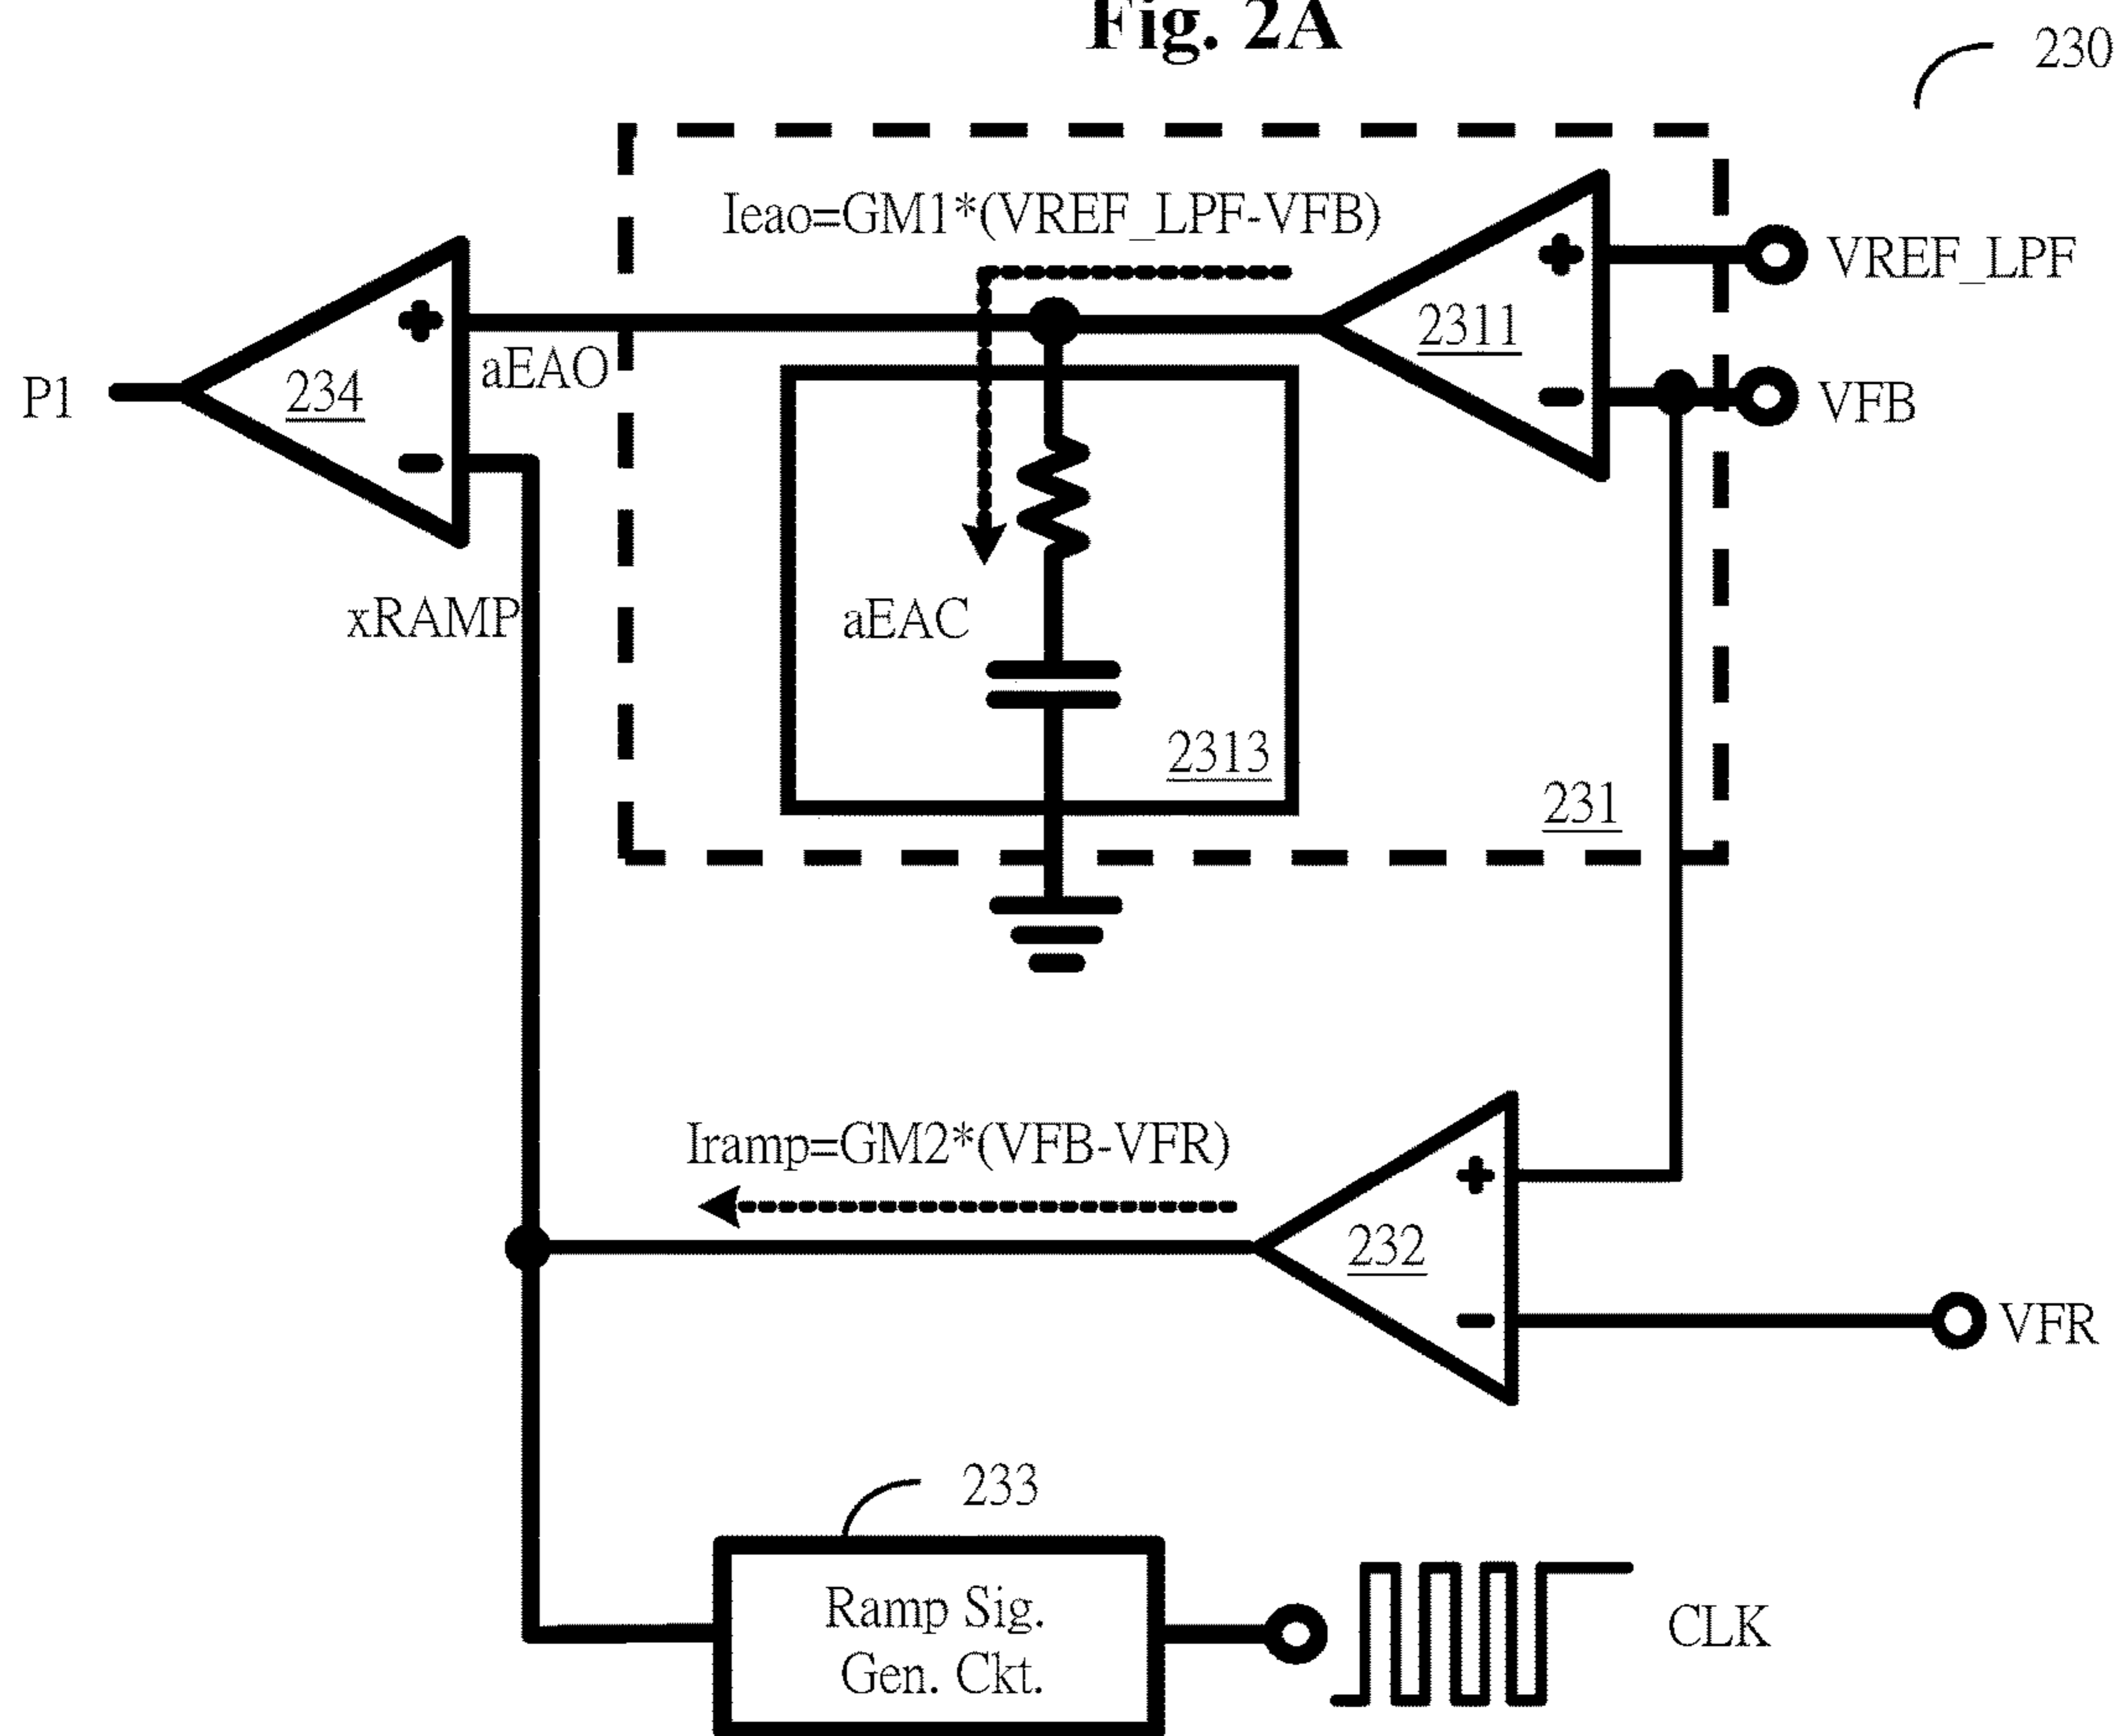 Fig. 2A
230
Ieao=GM1*(VREF_LPF-VFB)
+
VREF_LPF
+
2311
aEAO
P1
234
-
VFB
-
xRAMP
aEAC
2313
231
Iramp=GM2*(VFB-VFR)
+
232
-
VFR
233
Ramp Sig.
Gen. Ckt.
CLK